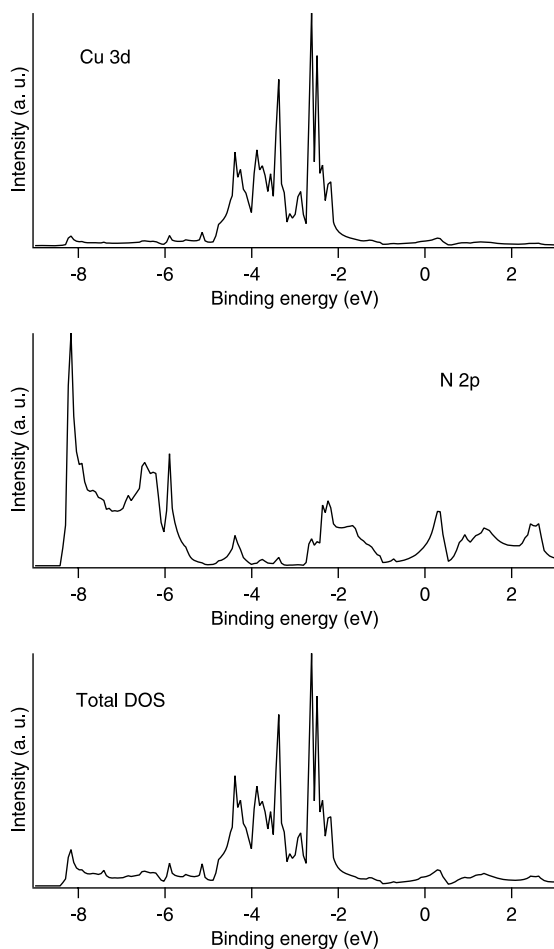 Cu 3d
Intensity (a. u.)
-8 -6 -4 -2 0 2
Binding energy (eV)
N 2p
Intensity (a. u.)
-8 -6 -4 -2 0 2
Binding energy (eV)
Total DOS
Intensity (a. u.)
-8 -6 -4 -2 0 2
Binding energy (eV)